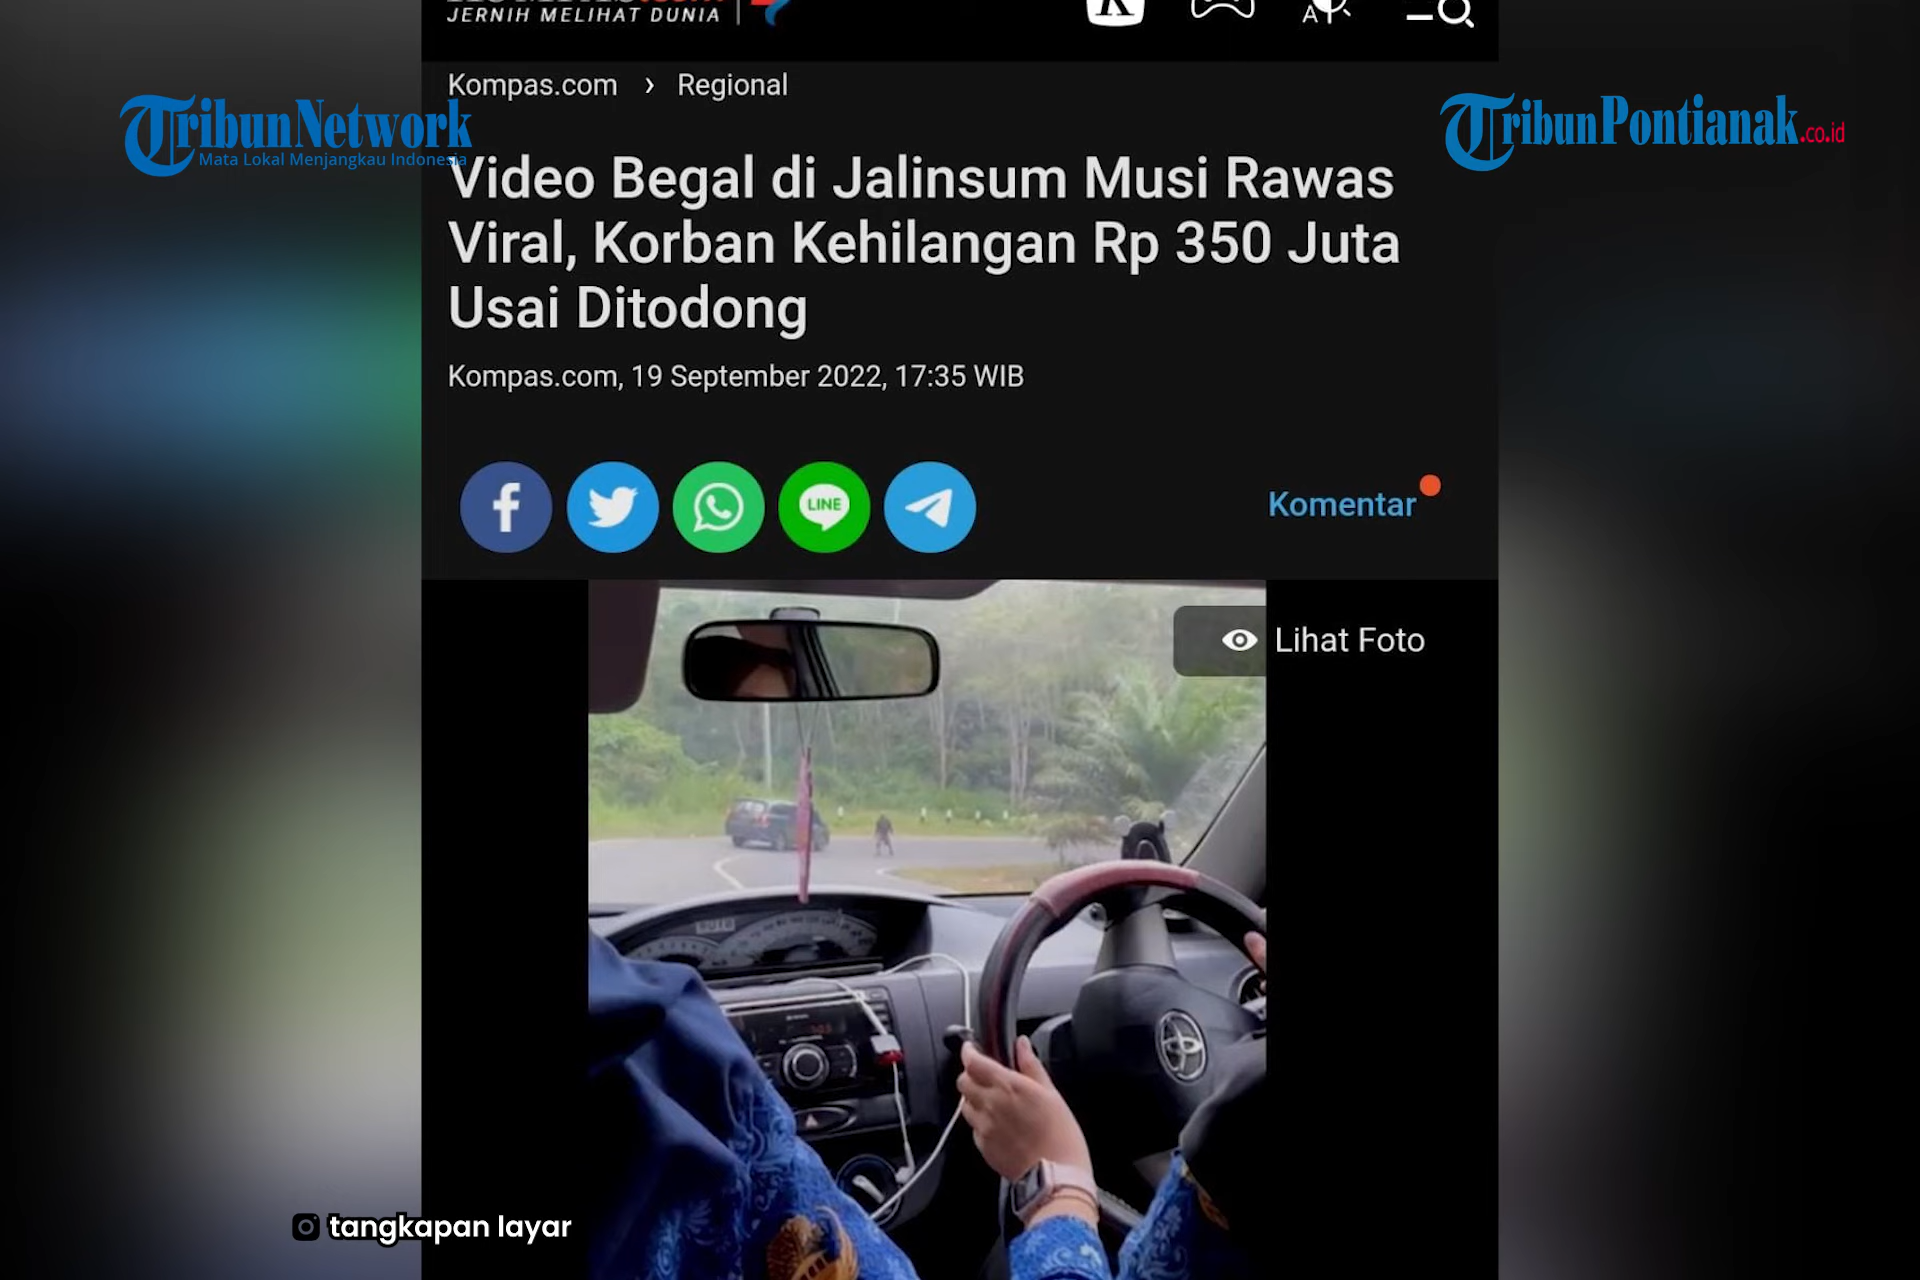 JERNIH MELIHAT DUNIA
Kompas.com › Regional
TribunNetwork
Mata Lokal Menjangkau Indonesia
TribunPontianak.co.id
Video Begal di Jalinsum Musi Rawas
Viral, Korban Kehilangan Rp 350 Juta
Usai Ditodong
Kompas.com, 19 September 2022, 17:35 WIB
LINE
Komentar
Lihat Foto
tangkapan layar